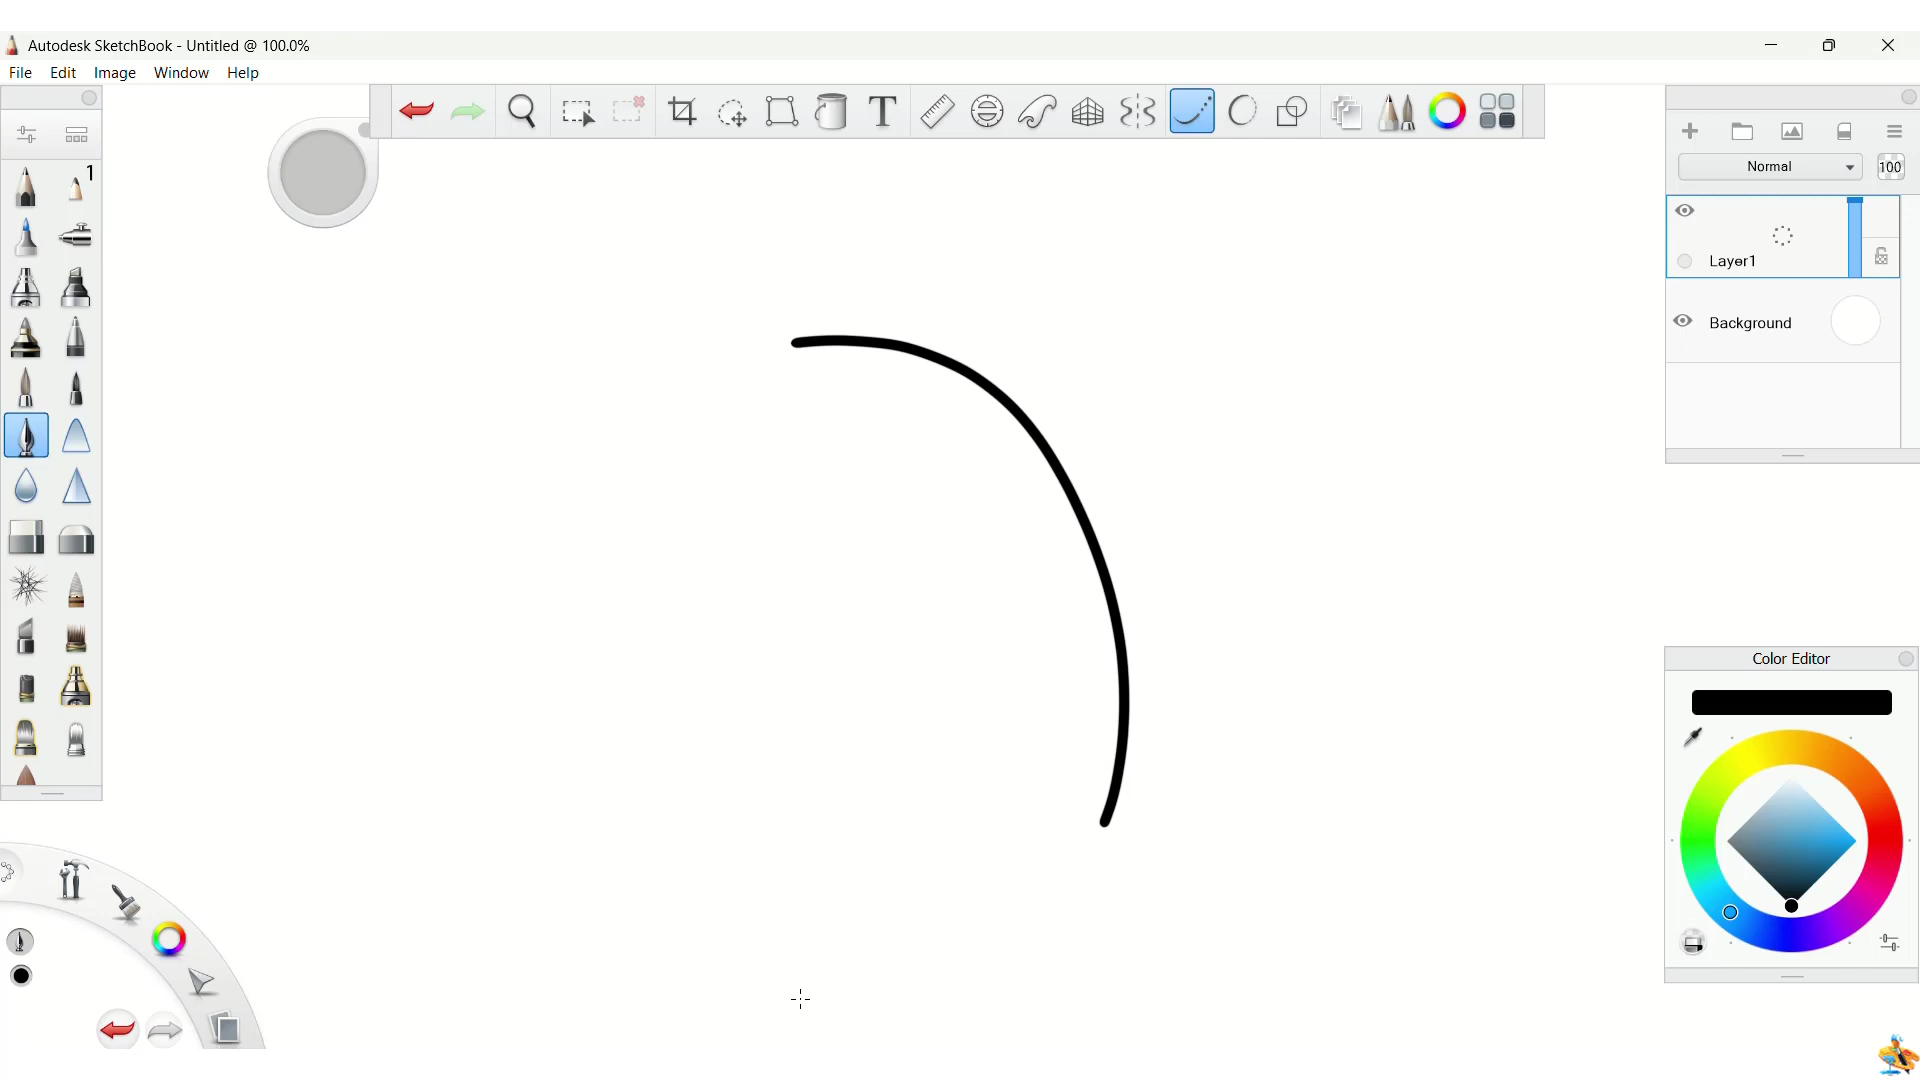 Autodesk SketchBook - Untitled @ 100.0%
File Edit Image Window Help
1
T
Normal 100
Layer1
Background
Color Editor